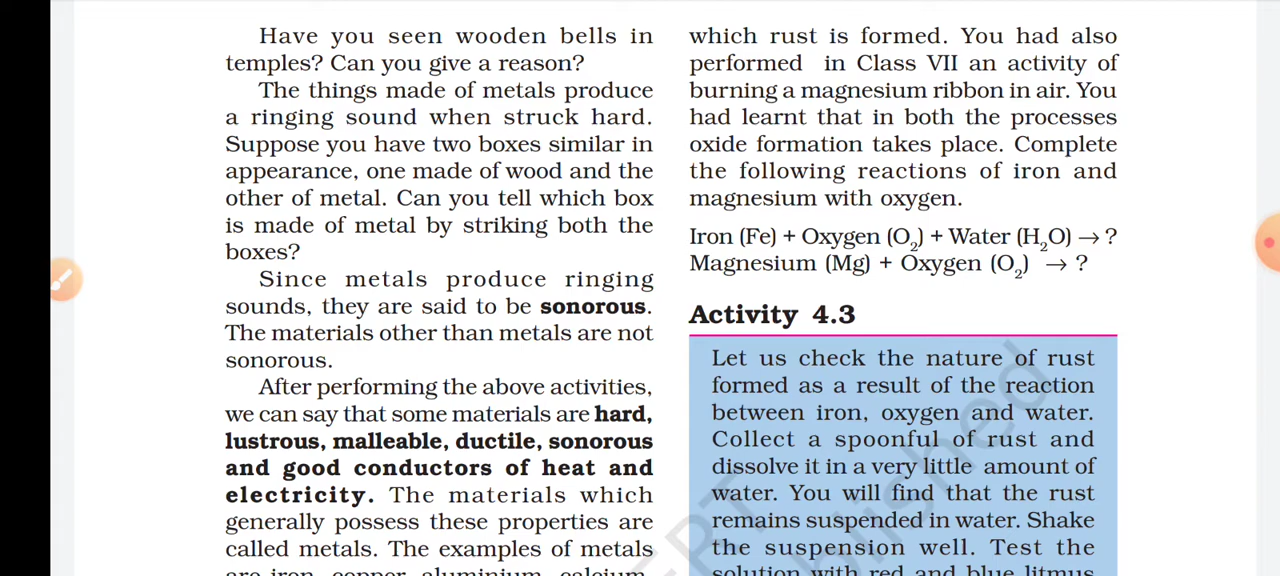 Have you seen wooden bells in
temples? Can you give a reason?
The things made of metals produce
a ringing sound when struck hard.
Suppose you have two boxes similar in
appearance, one made of wood and the
other of metal. Can you tell which box
is made of metal by striking both the
boxes?
Since metals produce ringing
sounds, they are said to be sonorous.
The materials other than metals are not
sonorous.
After performing the above activities,
we can say that some materials are hard,
lustrous, malleable, ductile, sonorous
and good conductors of heat and
electricity. The materials which
generally possess these properties are
called metals. The examples of metals
are iron, copper, aluminium, calcium,
which rust is formed. You had also
performed in Class VII an activity of
burning a magnesium ribbon in air. You
had learnt that in both the processes
oxide formation takes place. Complete
the following reactions of iron and
magnesium with oxygen.
Iron (Fe) + Oxygen (O₂) + Water (H₂O) → ?
Magnesium (Mg) + Oxygen (O₂) → ?
Activity 4.3
Let us check the nature of rust
formed as a result of the reaction
between iron, oxygen and water.
Collect a spoonful of rust and
dissolve it in a very little amount of
water. You will find that the rust
remains suspended in water. Shake
the suspension well. Test the
solution with red and blue litmus